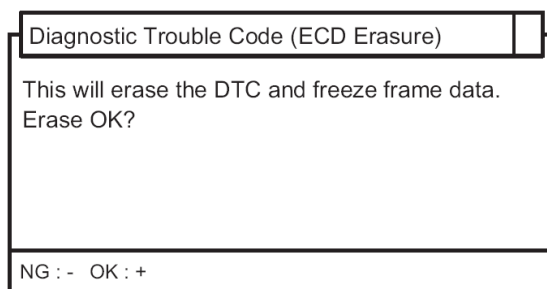 Diagnostic Trouble Code (ECD Erasure)
This will erase the DTC and freeze frame data.
Erase OK?
NG : -   OK : +